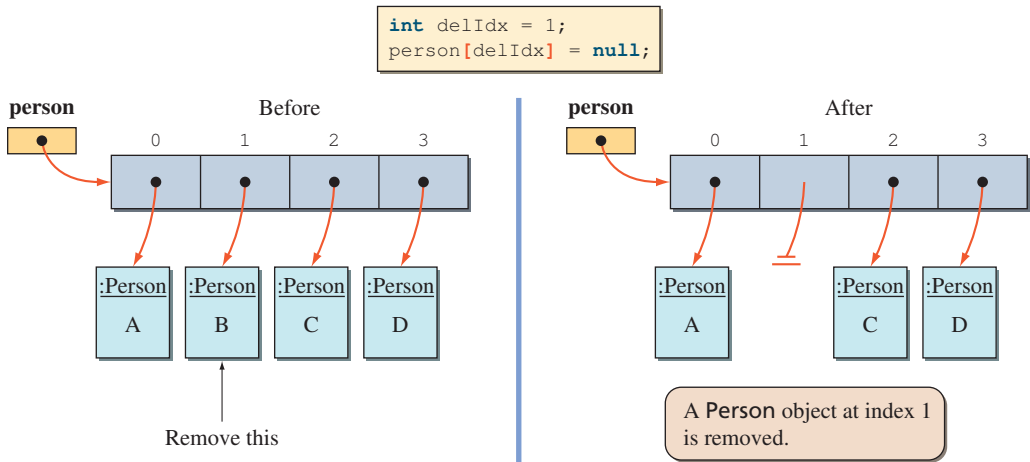 int delIdx = 1;
person[delIdx] = null;
person
Before
0 1 2 3
:Person :Person :Person :Person
A B C D
Remove this
person
After
0 1 2 3
:Person :Person :Person
A C D
A Person object at index 1
is removed.